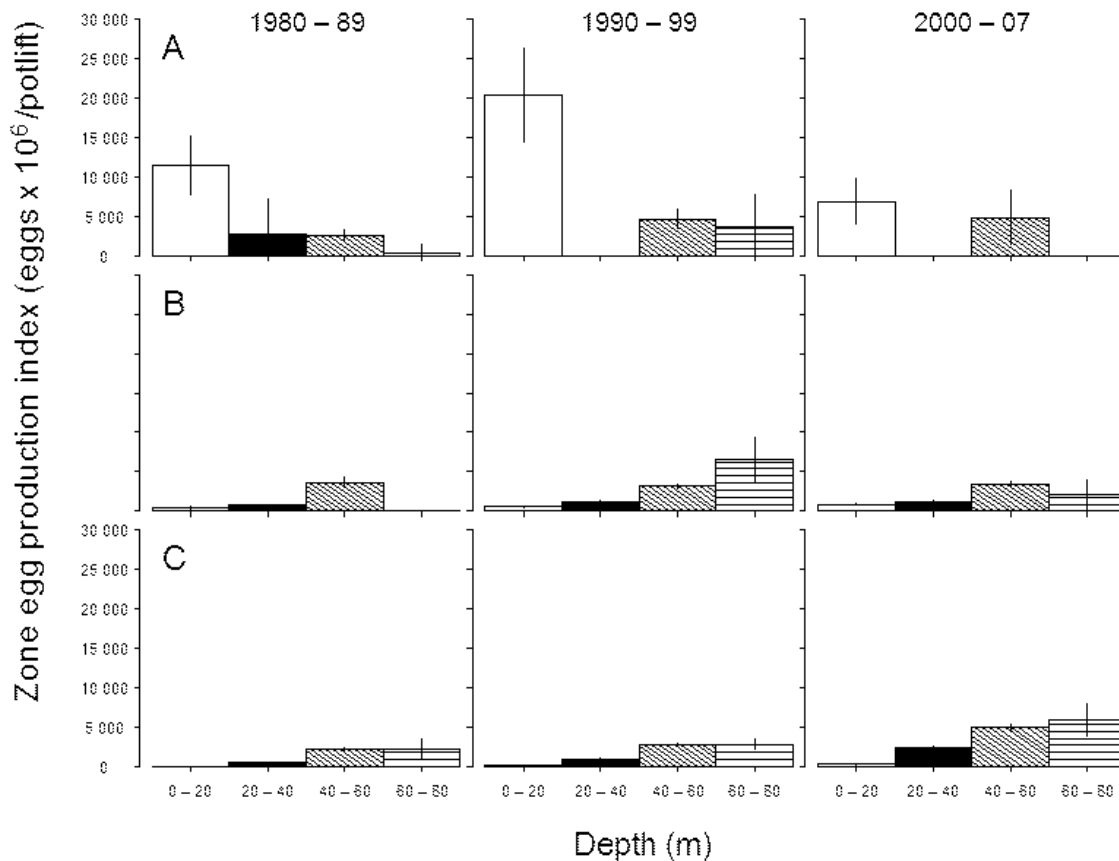 1980 – 89
1990 – 99
2000 – 07
Zone egg production index (eggs x 10⁶/potlift)
A
30 000
25 000
20 000
15 000
10 000
5 000
0
B
C
30 000
25 000
20 000
15 000
10 000
5 000
0
0 – 20
20 – 40
40 – 60
60 – 80
0 – 20
20 – 40
40 – 60
60 – 80
0 – 20
20 – 40
40 – 60
60 – 80
Depth (m)